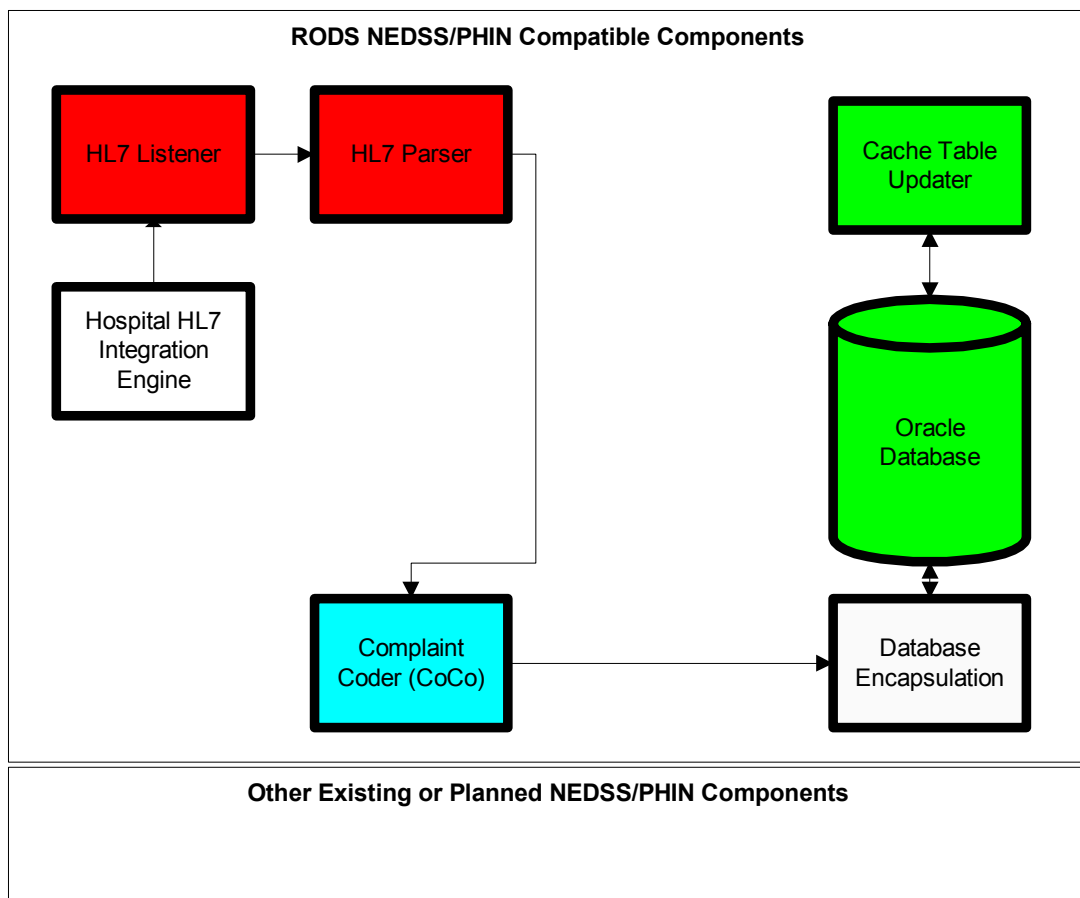 RODS NEDSS/PHIN Compatible Components
HL7 Listener
HL7 Parser
Cache Table
Updater
Hospital HL7
Integration
Engine
Oracle
Database
Complaint
Coder (CoCo)
Database
Encapsulation
Other Existing or Planned NEDSS/PHIN Components